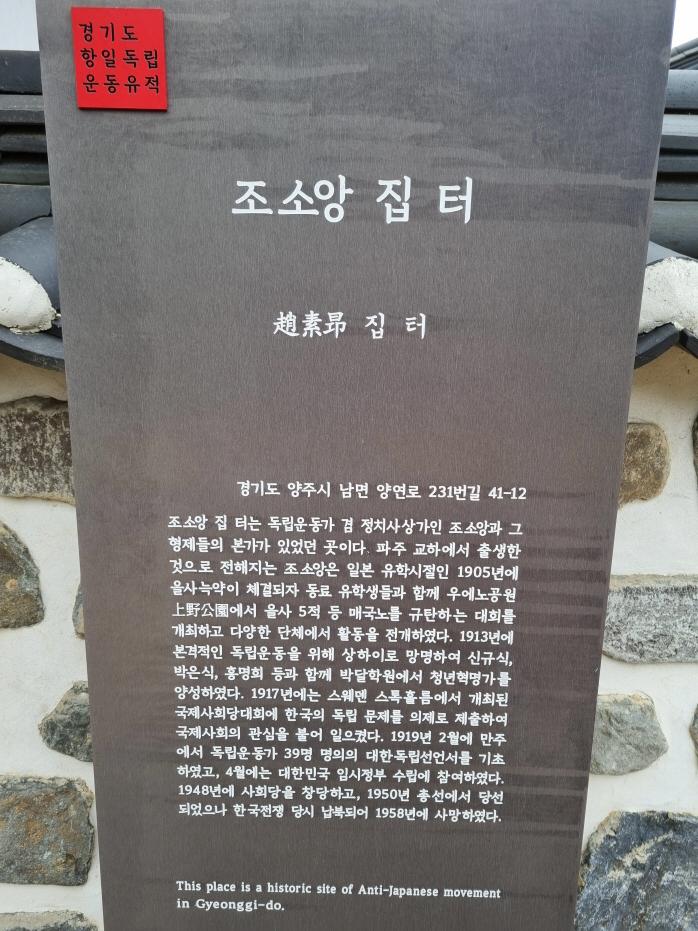 경기도
항일독립
운동유적
조소앙 집 터
趙素昻 집 터
경기도 양주시 남면 양연로 231번길 41-12
조소앙 집 터는 독립운동가 겸 정치사상가인 조소앙과 그
형제들의 본가가 있었던 곳이다. 파주 교하에서 출생한
것으로 전해지는 조소앙은 일본 유학시절인 1905년에
을사늑약이 체결되자 동료 유학생들과 함께 우에노공원
上野公園에서 을사 5적 등 매국노를 규탄하는 대회를
개최하고 다양한 단체에서 활동을 전개하였다. 1913년에
본격적인 독립운동을 위해 상하이로 망명하여 신규식,
박은식, 홍명희 등과 함께 박달학원에서 청년혁명가를
양성하였다. 1917년에는 스웨덴 스톡홀름에서 개최된
국제사회당대회에 한국의 독립 문제를 의제로 제출하여
국제사회의 관심을 불어 일으켰다. 1919년 2월에 만주
에서 독립운동가 39명 명의의 대한독립선언서를 기초
하였고, 4월에는 대한민국 임시정부 수립에 참여하였다.
1948년에 사회당을 창당하고, 1950년 총선에서 당선
되었으나 한국전쟁 당시 납북되어 1958년에 사망하였다.
This place is a historic site of Anti-Japanese movement
in Gyeonggi-do.